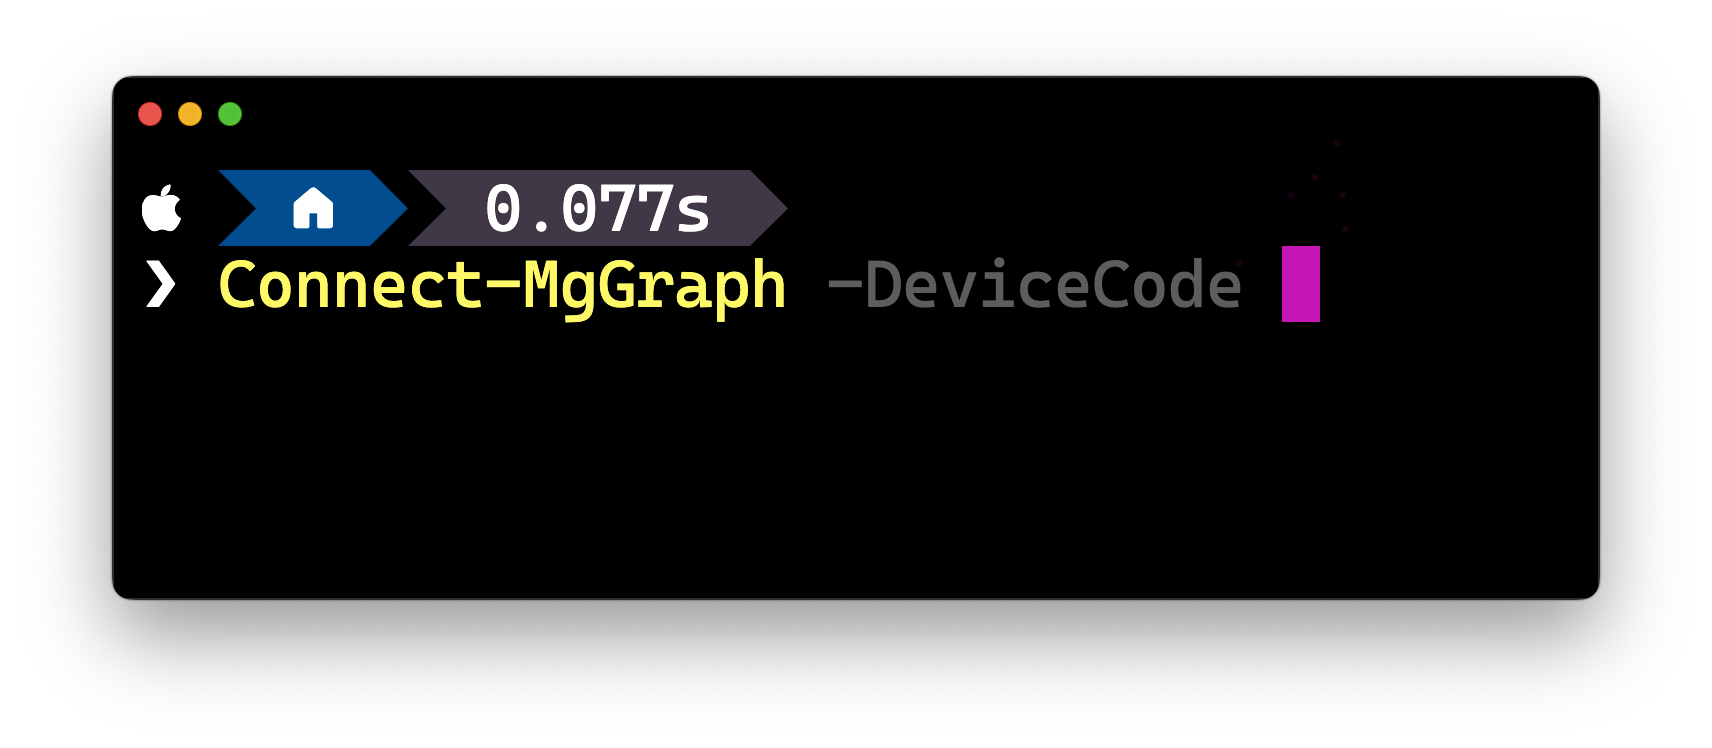 0.077s
❯ Connect-MgGraph -DeviceCode